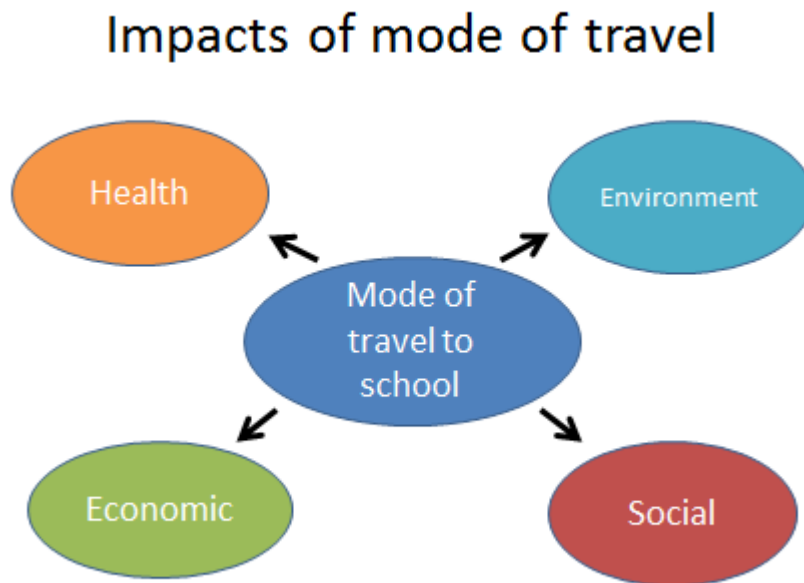 Impacts of mode of travel
Health
Environment
Mode of
travel to
school
Economic
Social